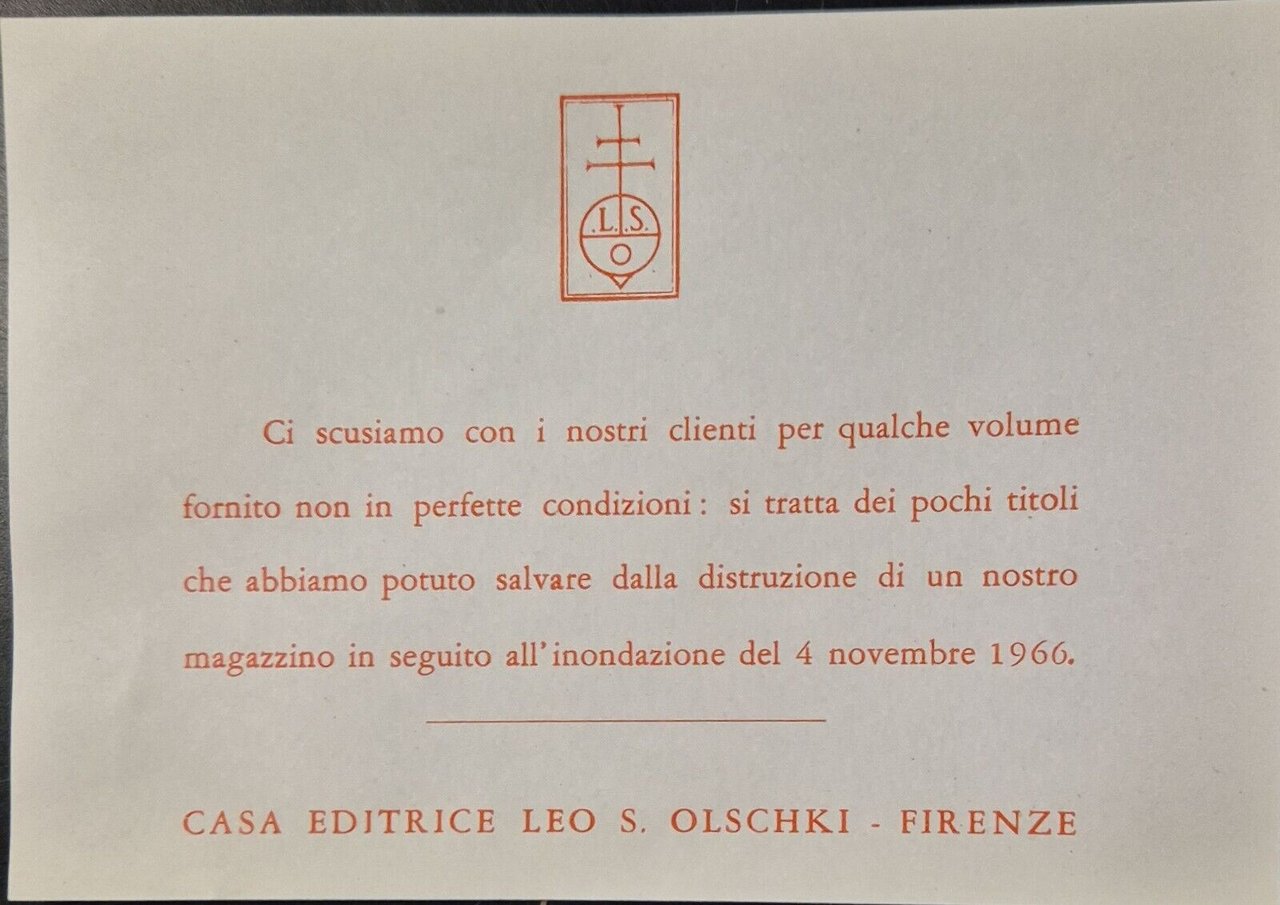 .L. .S.
O
Ci scusiamo con i nostri clienti per qualche volume
fornito non in perfette condizioni: si tratta dei pochi titoli
che abbiamo potuto salvare dalla distruzione di un nostro
magazzino in seguito all'inondazione del 4 novembre 1966.
CASA EDITRICE LEO S. OLSCHKI - FIRENZE